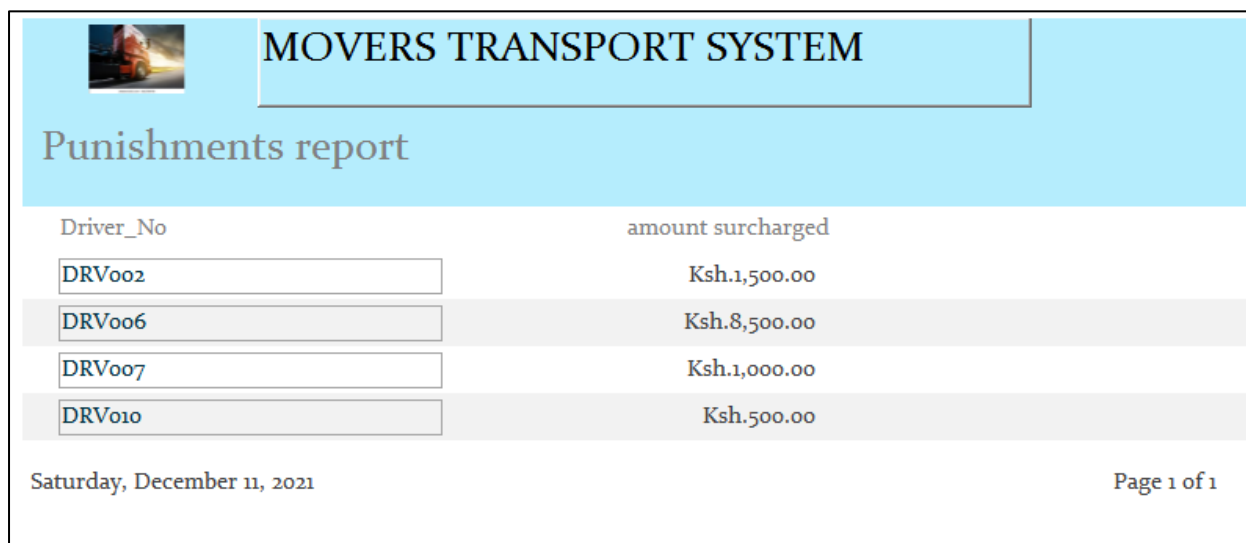 MOVERS TRANSPORT SYSTEM
Punishments report
Driver_No amount surcharged
DRV002 Ksh.1,500.00
DRV006 Ksh.8,500.00
DRV007 Ksh.1,000.00
DRV010 Ksh.500.00
Saturday, December 11, 2021 Page 1 of 1